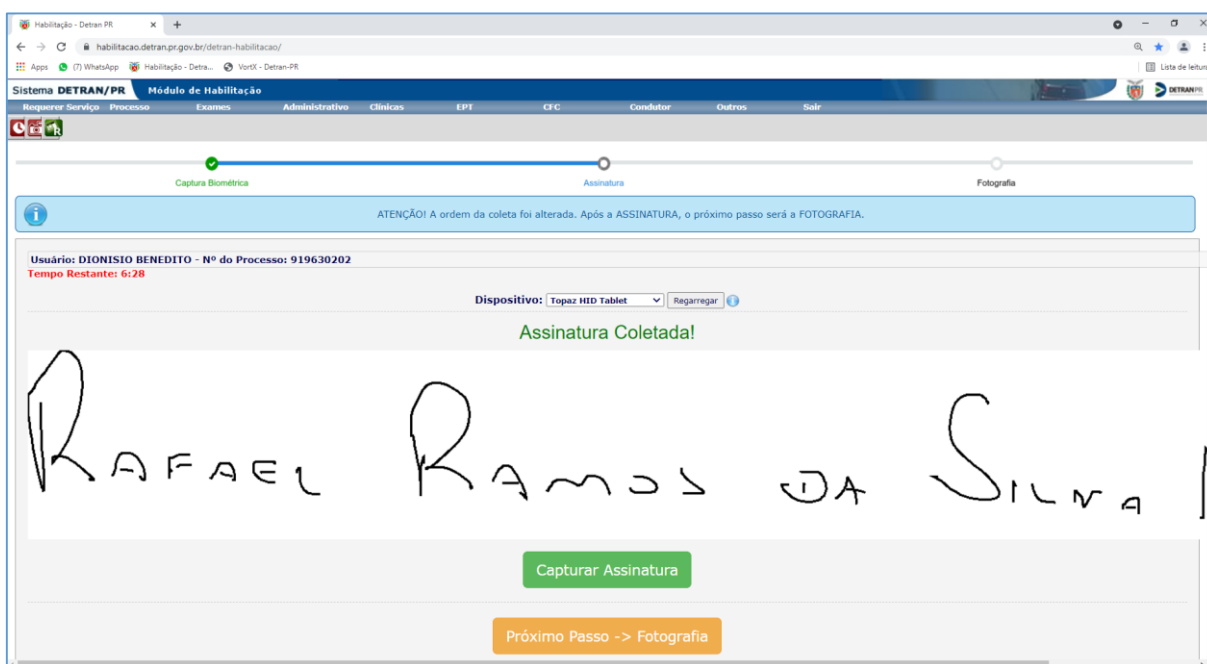 Habilitação - Detran PR
habilitacao.detran.pr.gov.br/detran-habilitacao/
Apps (7) WhatsApp Habilitação - Detra... VortX - Detran-PR Lista de leitura
Sistema DETRAN/PR Módulo de Habilitação DETRANPR
Requerer Serviço Processo Exames Administrativo Clínicas EPT CFC Condutor Outros Sair
Captura Biométrica Assinatura Fotografia
ATENÇÃO! A ordem da coleta foi alterada. Após a ASSINATURA, o próximo passo será a FOTOGRAFIA.
Usuário: DIONISIO BENEDITO - Nº do Processo: 919630202
Tempo Restante: 6:28
Dispositivo: Topaz HID Tablet Regarregar
Assinatura Coletada!
RAFAEL RAMOS DA SILVA
Capturar Assinatura
Próximo Passo -> Fotografia